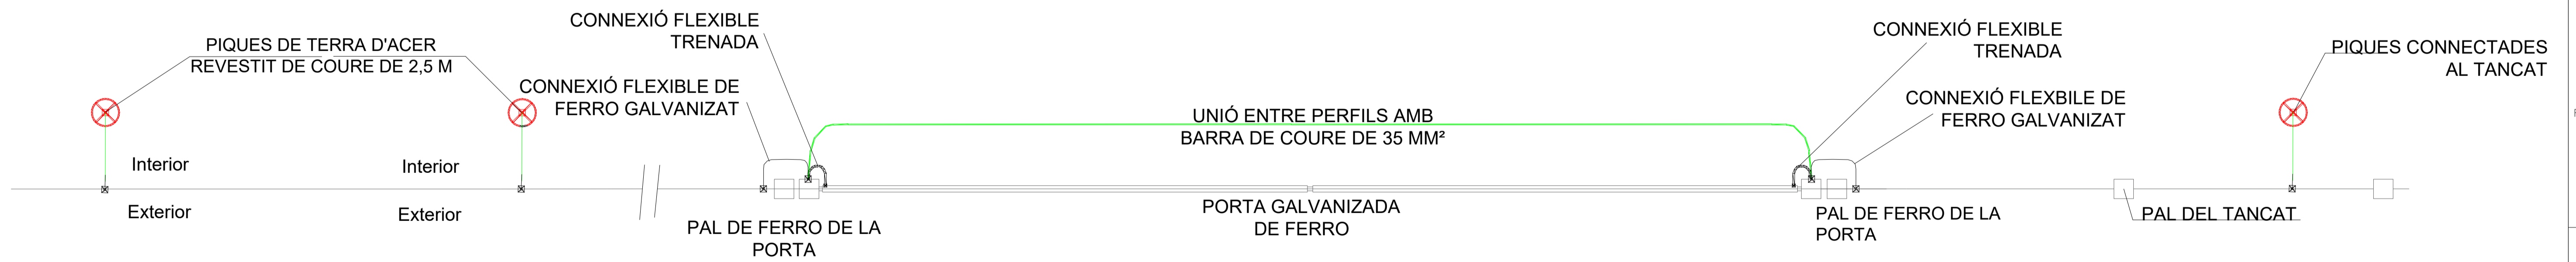 PIQUES DE TERRA D'ACER
REVESTIT DE COURE DE 2,5 M
CONNEXIÓ FLEXIBLE
TRENADA
CONNEXIÓ FLEXIBLE DE
FERRO GALVANIZAT
UNIÓ ENTRE PERFILS AMB
BARRA DE COURE DE 35 MM²
CONNEXIÓ FLEXIBLE
TRENADA
CONNEXIÓ FLEXBILE DE
FERRO GALVANIZAT
PIQUES CONNECTADES
AL TANCAT
Interior
Interior
Exterior
Exterior
PAL DE FERRO DE LA
PORTA
PORTA GALVANIZADA
DE FERRO
PAL DE FERRO DE LA
PORTA
PAL DEL TANCAT